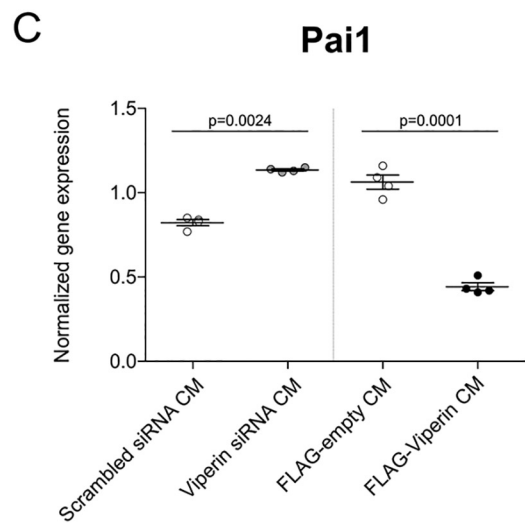 C
Pai1
Normalized gene expression
1.5
1.0
0.5
0.0
p=0.0024
p=0.0001
Scrambled siRNA CM
Viperin siRNA CM
FLAG-empty CM
FLAG-Viperin CM